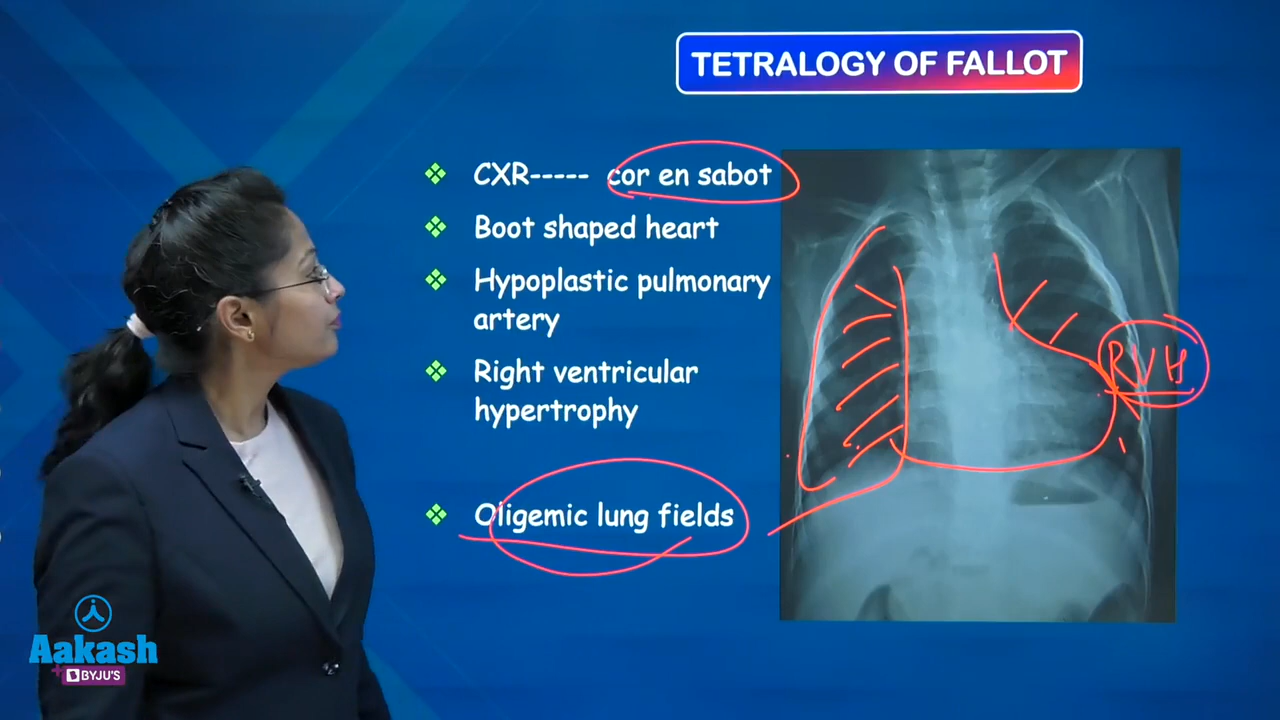 TETRALOGY OF FALLOT
CXR----- cor en sabot
Boot shaped heart
Hypoplastic pulmonary
artery
Right ventricular
hypertrophy
Oligemic lung fields
RVH
Aakash
BYJU'S